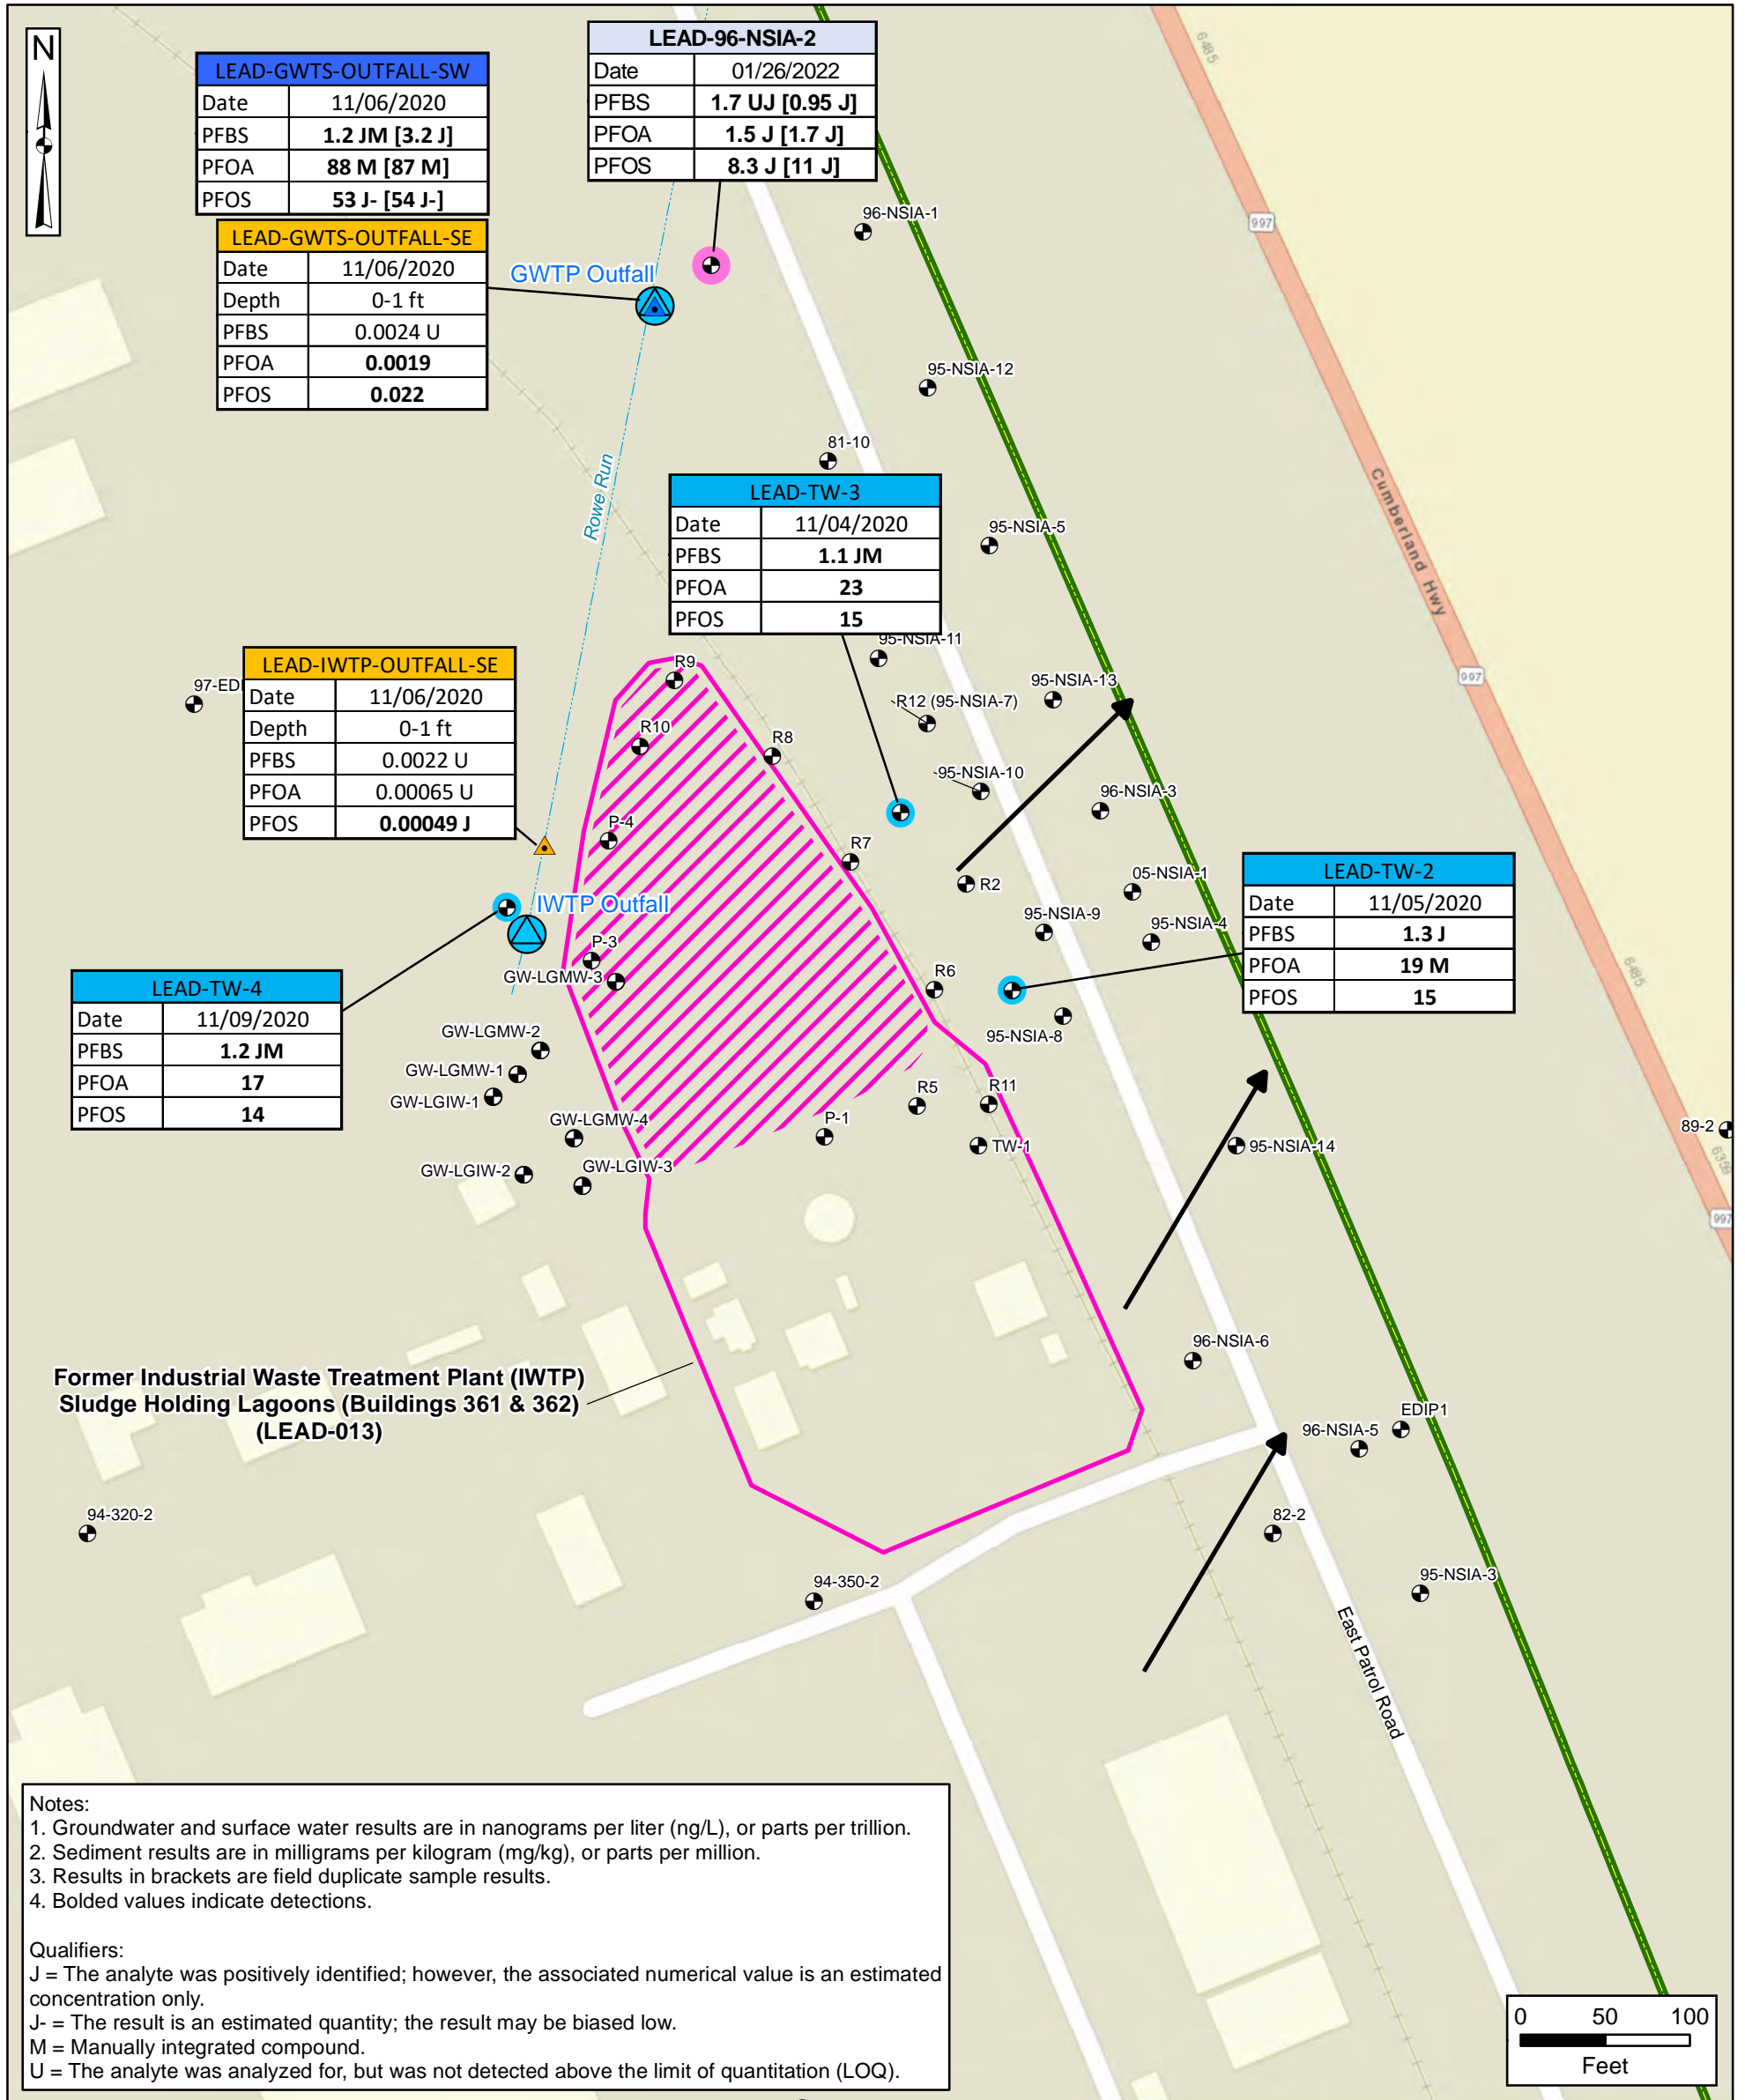 N
LEAD-GWTS-OUTFALL-SW
Date 11/06/2020
PFBS 1.2 JM [3.2 J]
PFOA 88 M [87 M]
PFOS 53 J- [54 J-]
LEAD-GWTS-OUTFALL-SE
Date 11/06/2020
Depth 0-1 ft
PFBS 0.0024 U
PFOA 0.0019
PFOS 0.022
LEAD-96-NSIA-2
Date 01/26/2022
PFBS 1.7 UJ [0.95 J]
PFOA 1.5 J [1.7 J]
PFOS 8.3 J [11 J]
6485
997
96-NSIA-1
GWTP Outfall
95-NSIA-12
81-10
Rowe Run
Cumberland Hwy
LEAD-TW-3
Date 11/04/2020
PFBS 1.1 JM
PFOA 23
PFOS 15
95-NSIA-5
95-NSIA-11
LEAD-IWTP-OUTFALL-SE
Date 11/06/2020
Depth 0-1 ft
PFBS 0.0022 U
PFOA 0.00065 U
PFOS 0.00049 J
97-EDI
R9
997
95-NSIA-13
R12 (95-NSIA-7)
R10
R8
95-NSIA-10
96-NSIA-3
P-4
R7
R2
05-NSIA-1
IWTP Outfall
95-NSIA-9
95-NSIA-4
LEAD-TW-2
Date 11/05/2020
PFBS 1.3 J
PFOA 19 M
PFOS 15
6485
P-3
GW-LGMW-3
R6
LEAD-TW-4
Date 11/09/2020
PFBS 1.2 JM
PFOA 17
PFOS 14
GW-LGMW-2
95-NSIA-8
GW-LGMW-1
GW-LGIW-1
R5
R11
GW-LGMW-4
P-1
TW-1
95-NSIA-14
89-2
6359
GW-LGIW-2
GW-LGIW-3
997
Former Industrial Waste Treatment Plant (IWTP)
Sludge Holding Lagoons (Buildings 361 & 362)
(LEAD-013)
96-NSIA-6
EDIP1
96-NSIA-5
94-320-2
82-2
94-350-2
95-NSIA-3
East Patrol Road
Notes:
1. Groundwater and surface water results are in nanograms per liter (ng/L), or parts per trillion.
2. Sediment results are in milligrams per kilogram (mg/kg), or parts per million.
3. Results in brackets are field duplicate sample results.
4. Bolded values indicate detections.
Qualifiers:
J = The analyte was positively identified; however, the associated numerical value is an estimated
concentration only.
J- = The result is an estimated quantity; the result may be biased low.
M = Manually integrated compound.
U = The analyte was analyzed for, but was not detected above the limit of quantitation (LOQ).
0 50 100
Feet